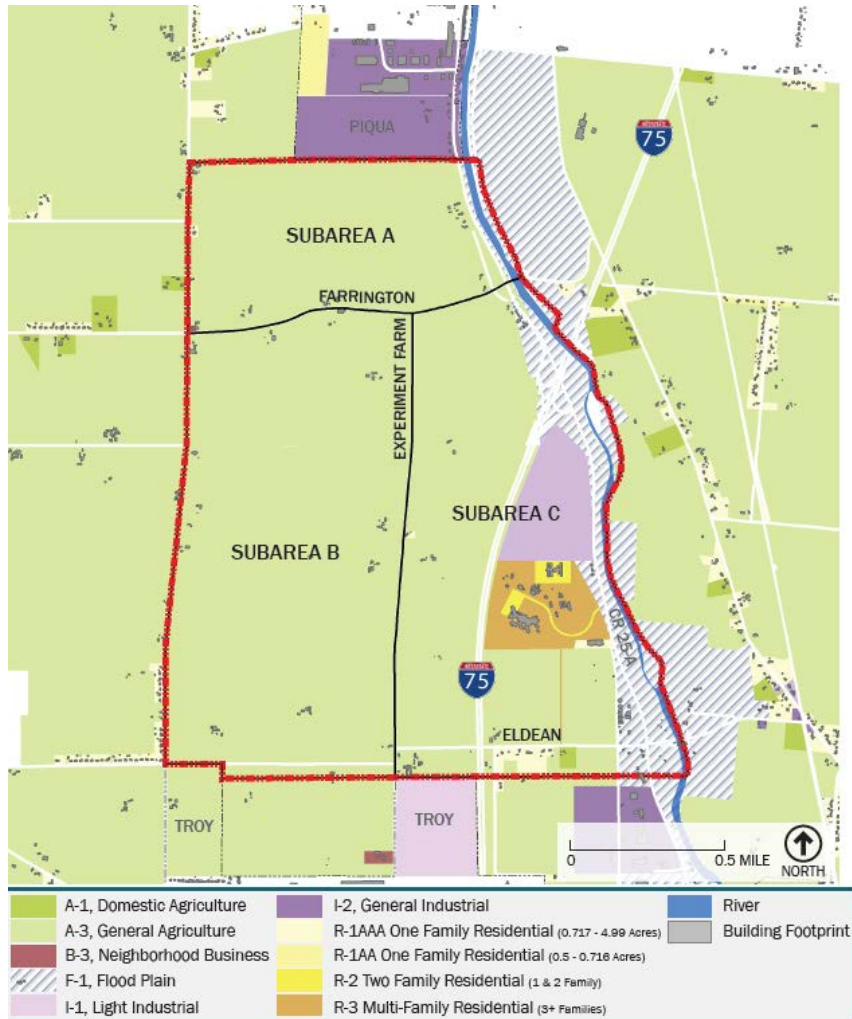 PIQUA
INTERSTATE
75
SUBAREA A
FARRINGTON
EXPERIMENT FARM
SUBAREA C
SUBAREA B
CR 25-A
INTERSTATE
75
ELDEAN
TROY
TROY
0 0.5 MILE
NORTH
A-1, Domestic Agriculture
A-3, General Agriculture
B-3, Neighborhood Business
F-1, Flood Plain
I-1, Light Industrial
I-2, General Industrial
R-1AAA One Family Residential (0.717 - 4.99 Acres)
R-1AA One Family Residential (0.5 - 0.716 Acres)
R-2 Two Family Residential (1 & 2 Family)
R-3 Multi-Family Residential (3+ Families)
River
Building Footprint